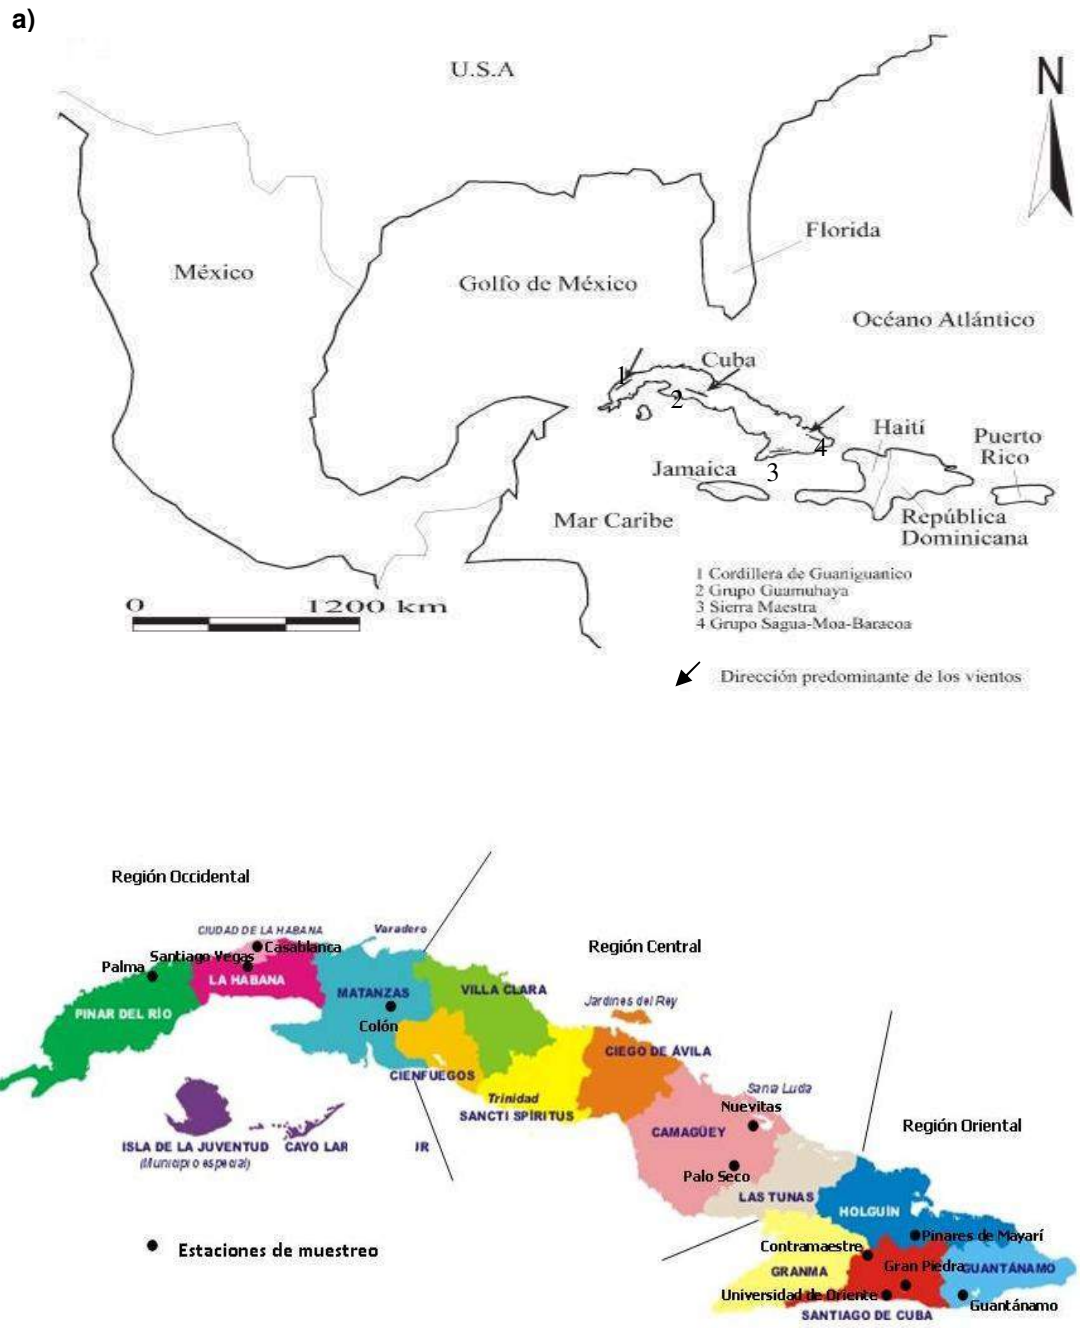 a)
U.S.A
N
Florida
México
Golfo de México
Océano Atlántico
Cuba
1
2
Haití
4
Puerto
Rico
Jamaica
3
Mar Caribe
República
Dominicana
1 Cordillera de Guaniguanico
2 Grupo Guamuhaya
3 Sierra Maestra
4 Grupo Sagua-Moa-Baracoa
0 1200 km
Dirección predominante de los vientos
Región Occidental
CIUDAD DE LA HABANA
Varadero
Región Central
Casablanca
Santiago Vegas
Palma
LA HABANA
MATANZAS
VILLA CLARA
Jardines del Rey
PINAR DEL RÍO
Colón
CIEGO DE ÁVILA
CIENFUEGOS
Trinidad
SANCTI SPÍRITUS
Santa Lucía
Nuevitas
CAMAGÜEY
Región Oriental
ISLA DE LA JUVENTUD
CAYO LAR
JR
(Municipio especial)
Palo Seco
LAS TUNAS
HOLGUÍN
Pinares de Mayarí
Estaciones de muestreo
Contramaestre
Gran Piedra
GUANTÁNAMO
GRANMA
Universidad de Oriente
Guantánamo
SANTIAGO DE CUBA